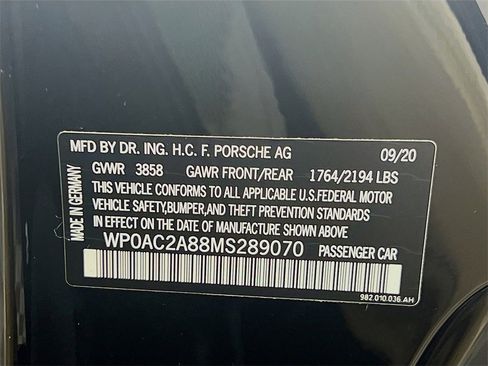 MFD BY DR. ING. H.C. F. PORSCHE AG 09/20
GVWR 3858 GAWR FRONT/REAR 1764/2194 LBS
THIS VEHICLE CONFORMS TO ALL APPLICABLE U.S.FEDERAL MOTOR
VEHICLE SAFETY,BUMPER,AND THEFT PREVENTION STANDARDS
IN EFFECT ON THE DATE OF MANUFACTURE SHOWN ABOVE
WP0AC2A88MS289070 PASSENGER CAR
982.010.036.AH
MADE IN GERMANY